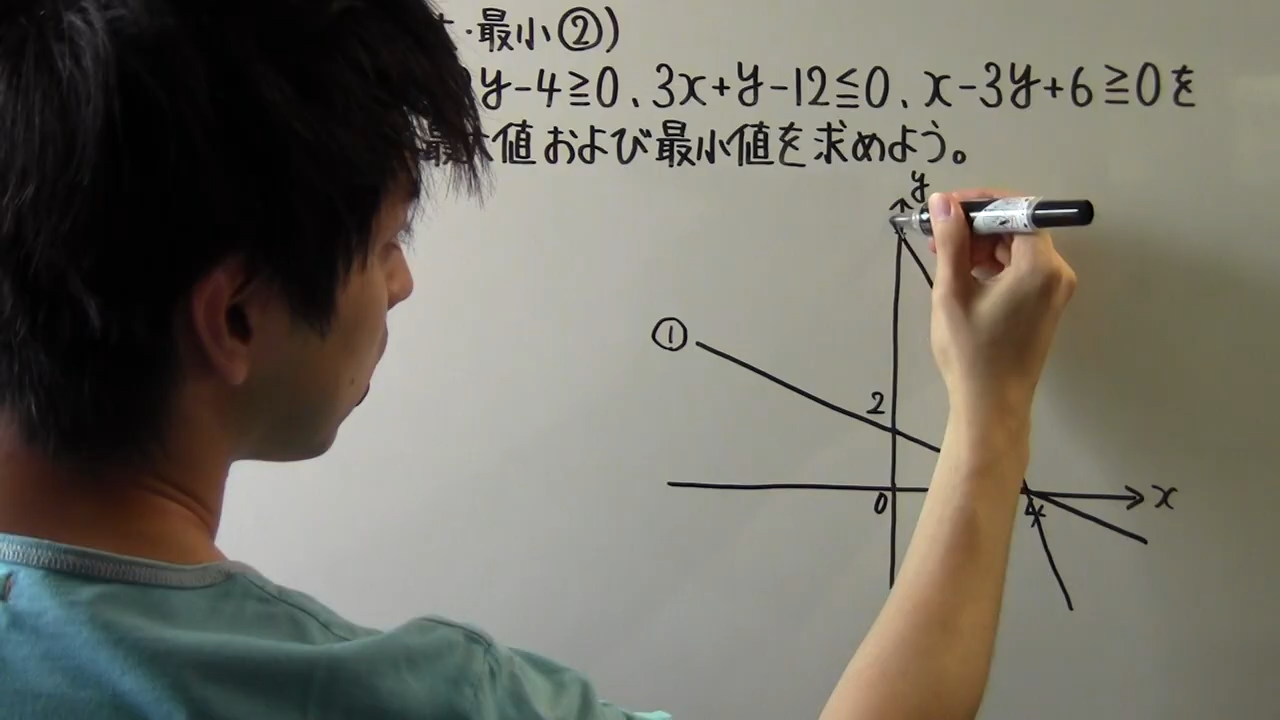 ・最小②)
y-4≧0、3x+y-12≦0、x-3y+6≧0を
値および最小値を求めよう。
y
①
2
0
4
x